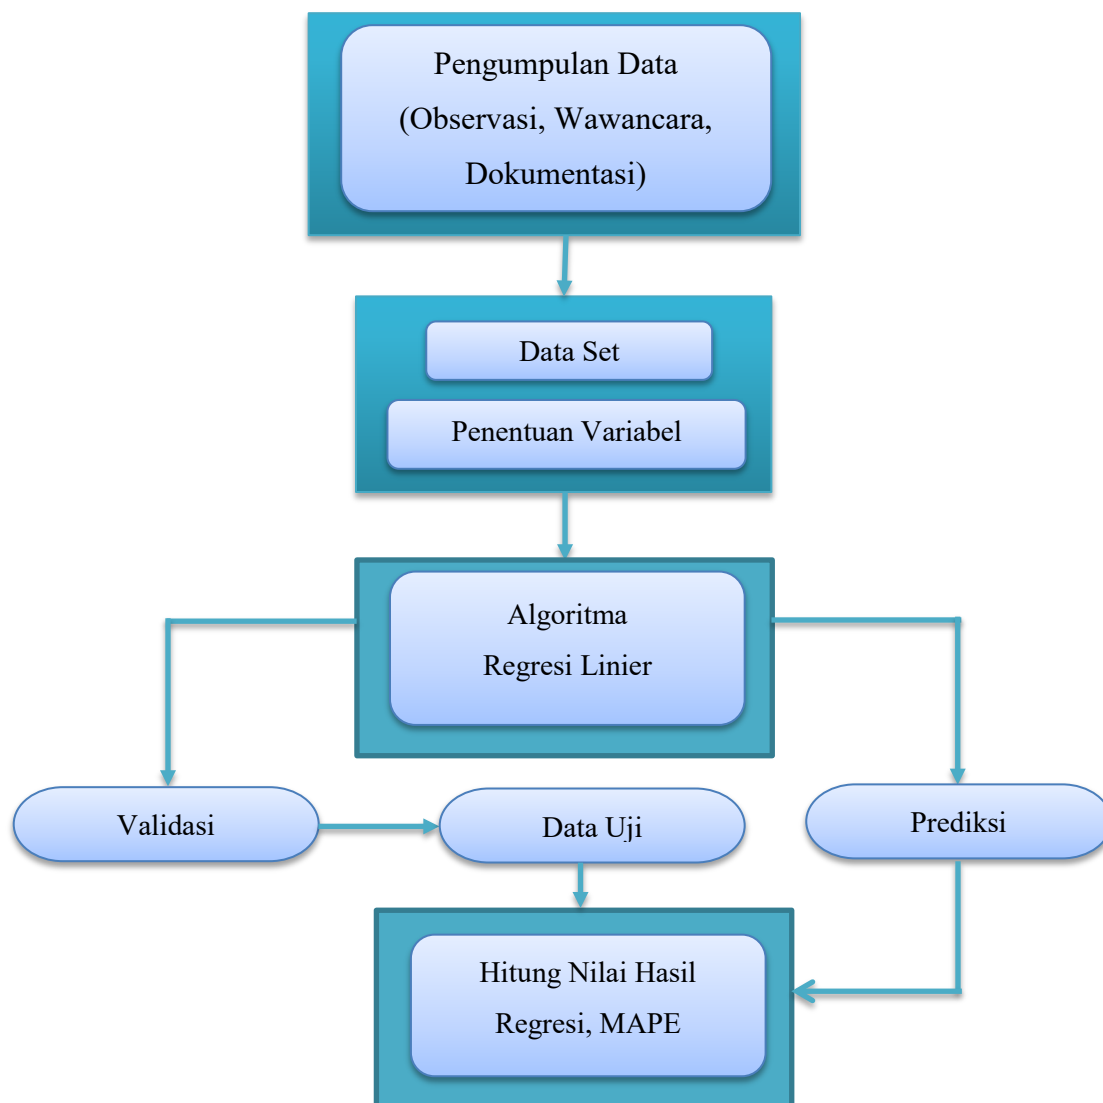 Pengumpulan Data
(Observasi, Wawancara,
Dokumentasi)
Data Set
Penentuan Variabel
Algoritma
Regresi Linier
Validasi
Data Uji
Prediksi
Hitung Nilai Hasil
Regresi, MAPE